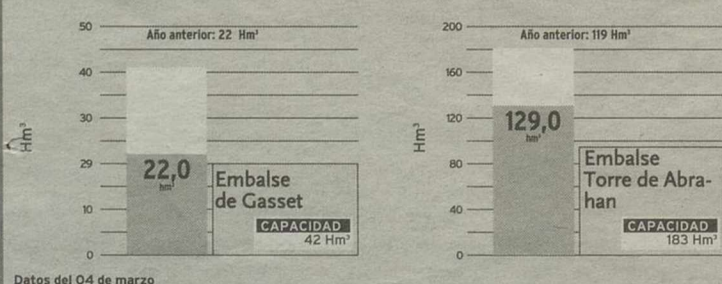 50
40
30
29
10
0
Hm³
Año anterior: 22 Hm³
22,0
hm³
Embalse
de Gasset
CAPACIDAD
42 Hm³
200
160
120
80
40
0
Hm³
Año anterior: 119 Hm³
129,0
hm³
Embalse
Torre de Abra-
han
CAPACIDAD
183 Hm³
Datos del 04 de marzo